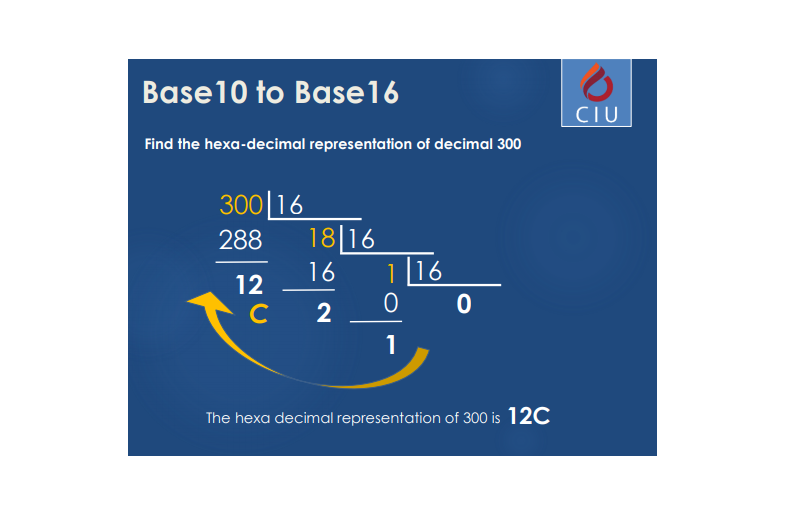 Base10 to Base16
CIU
Find the hexa-decimal representation of decimal 300
300 16
288 18 16
12 16 1 16
C 2 0 0
1
The hexa decimal representation of 300 is 12C